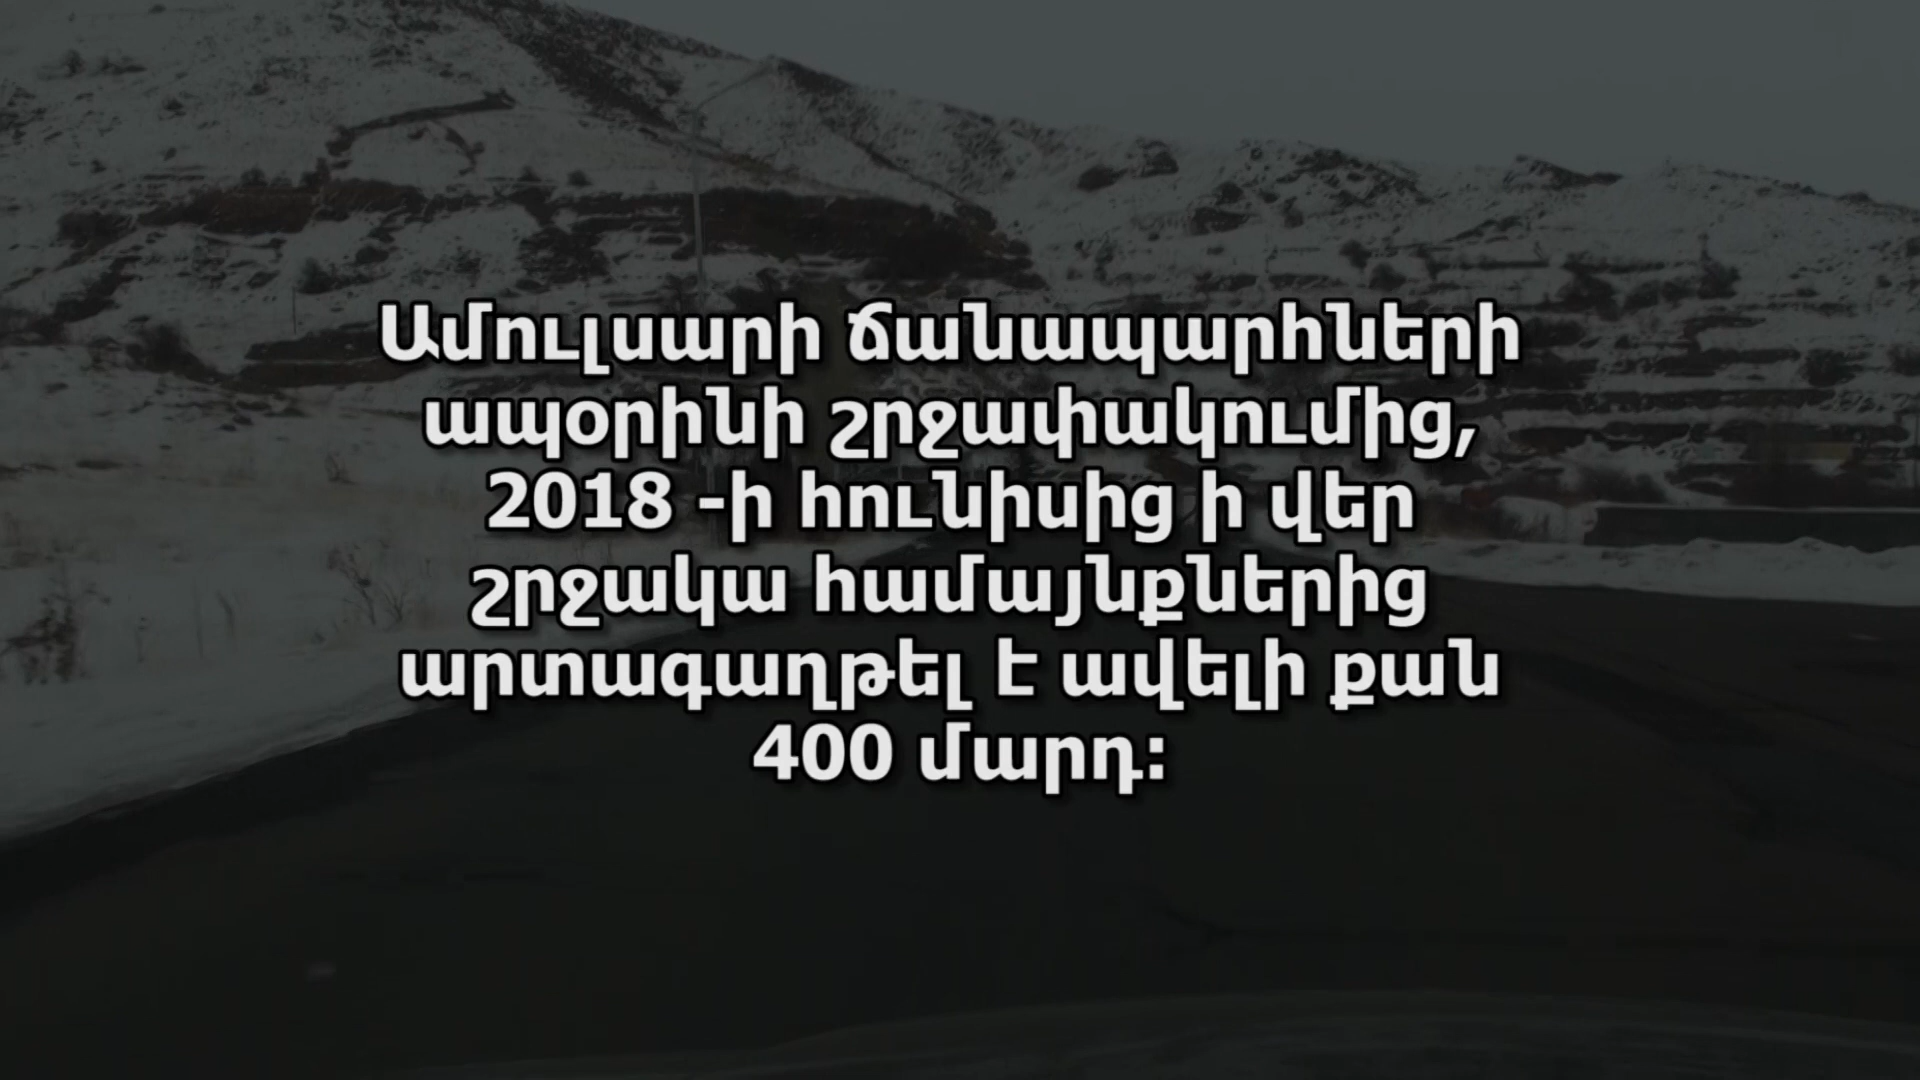 Ամուլսարի ճանապարհների
ապօրինի շրջափակումից,
2018 -ի հունիսից ի վեր
շրջակա համայնքներից
արտագաղթել է ավելի քան
400 մարդ: